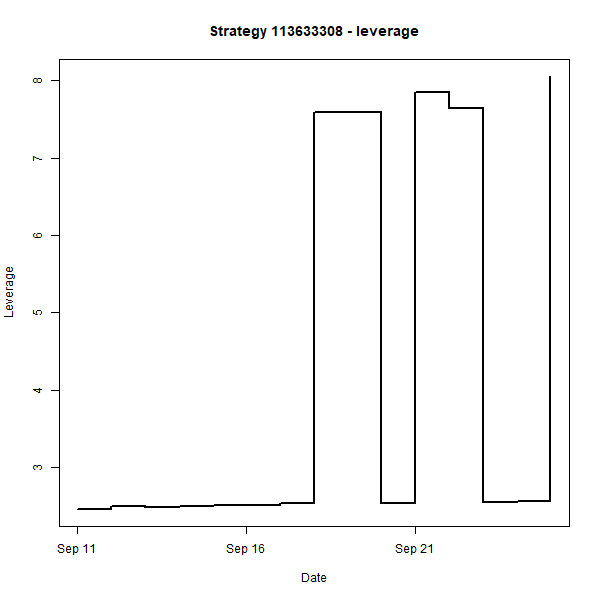 Strategy 113633308 - leverage
8
7
6
5
4
3
Leverage
Sep 11
Sep 16
Sep 21
Date